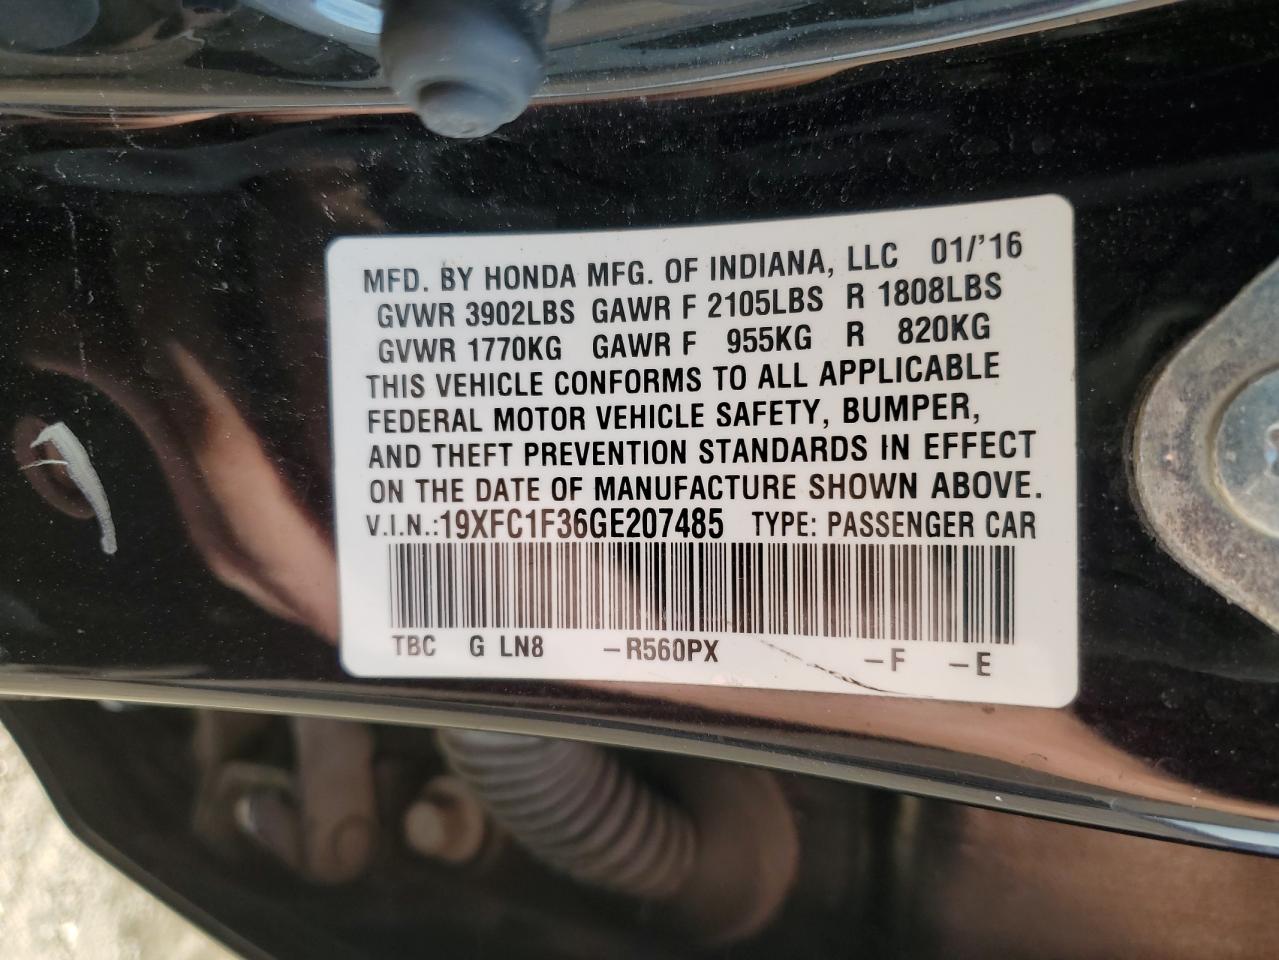 MFD. BY HONDA MFG. OF INDIANA, LLC 01/'16
GVWR 3902LBS GAWR F 2105LBS R 1808LBS
GVWR 1770KG GAWR F 955KG R 820KG
THIS VEHICLE CONFORMS TO ALL APPLICABLE
FEDERAL MOTOR VEHICLE SAFETY, BUMPER,
AND THEFT PREVENTION STANDARDS IN EFFECT
ON THE DATE OF MANUFACTURE SHOWN ABOVE.
V.I.N.:19XFC1F36GE207485 TYPE: PASSENGER CAR
TBC G LN8 -R560PX -F -E